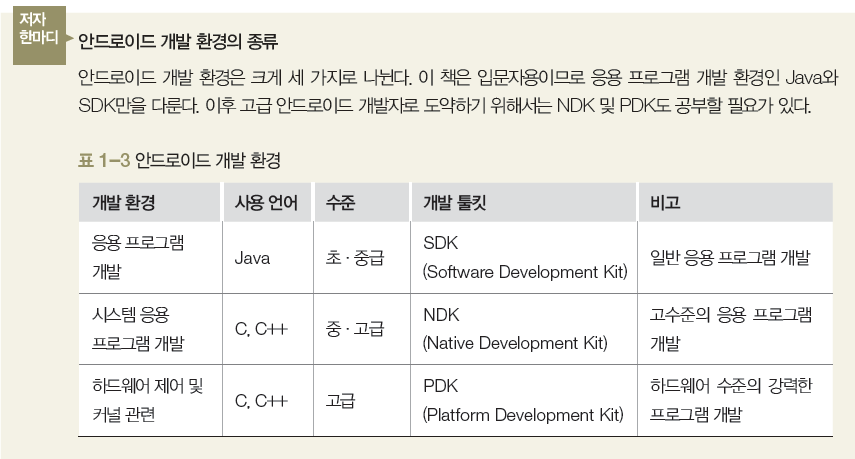 저자
한마디
안드로이드 개발 환경의 종류
안드로이드 개발 환경은 크게 세 가지로 나뉜다. 이 책은 입문자용이므로 응용 프로그램 개발 환경인 Java와
SDK만을 다룬다. 이후 고급 안드로이드 개발자로 도약하기 위해서는 NDK 및 PDK도 공부할 필요가 있다.
표 1-3 안드로이드 개발 환경
개발 환경 사용 언어 수준 개발 툴킷 비고
응용 프로그램
개발
Java
초·중급
SDK
(Software Development Kit)
일반 응용 프로그램 개발
시스템 응용
프로그램 개발
C, C++
중·고급
NDK
(Native Development Kit)
고수준의 응용 프로그램
개발
하드웨어 제어 및
커널 관련
C, C++
고급
PDK
(Platform Development Kit)
하드웨어 수준의 강력한
프로그램 개발